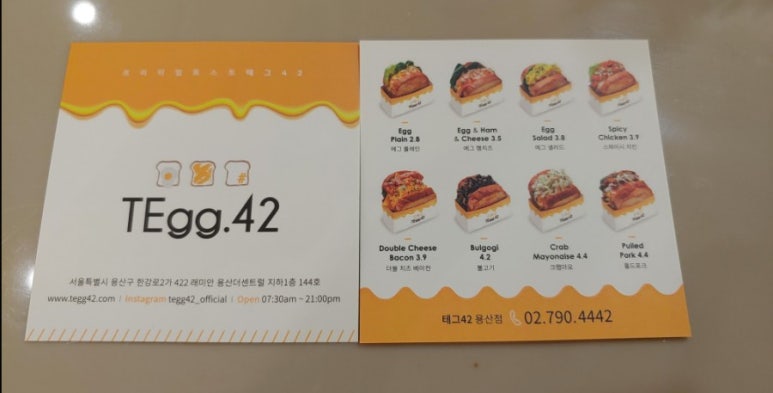 프리미엄토스트테그42
TEgg.42
서울특별시 용산구 한강로2가 422 래미안 용산더센트럴 지하1층 144호
www.tegg42.com | Instagram tegg42_official | Open 07:30am ~ 21:00pm
Egg
Plain 2.8
에그 플레인
Egg & Ham
& Cheese 3.5
에그 햄치즈
Egg
Salad 3.8
에그 샐러드
Spicy
Chicken 3.9
스파이시 치킨
Double Cheese
Bacon 3.9
더블 치즈 베이컨
Bulgogi
4.2
불고기
Crab
Mayonaise 4.4
크랩마요
Pulled
Pork 4.4
풀드포크
테그42 용산점 02.790.4442